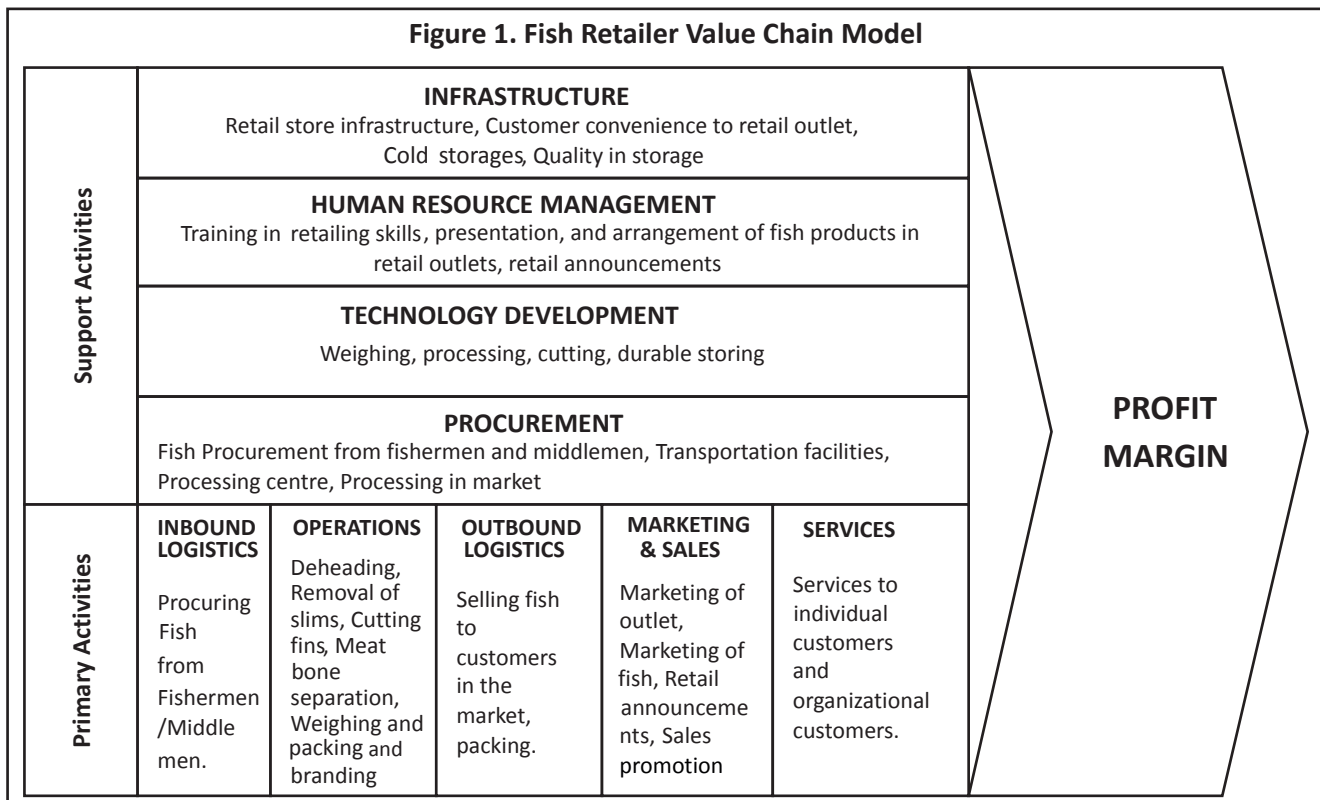 Figure 1. Fish Retailer Value Chain Model
Support Activities
INFRASTRUCTURE
Retail store infrastructure, Customer convenience to retail outlet,
Cold storages, Quality in storage
HUMAN RESOURCE MANAGEMENT
Training in retailing skills, presentation, and arrangement of fish products in
retail outlets, retail announcements
TECHNOLOGY DEVELOPMENT
Weighing, processing, cutting, durable storing
PROCUREMENT
Fish Procurement from fishermen and middlemen, Transportation facilities,
Processing centre, Processing in market
Primary Activities
INBOUND
LOGISTICS
Procuring
Fish
from
Fishermen
/Middle
men.
OPERATIONS
Deheading,
Removal of
slims, Cutting
fins, Meat
bone
separation,
Weighing and
packing and
branding
OUTBOUND
LOGISTICS
Selling fish
to
customers
in the
market,
packing.
MARKETING
& SALES
Marketing of
outlet,
Marketing of
fish, Retail
announceme
nts, Sales
promotion
SERVICES
Services to
individual
customers
and
organizational
customers.
PROFIT
MARGIN